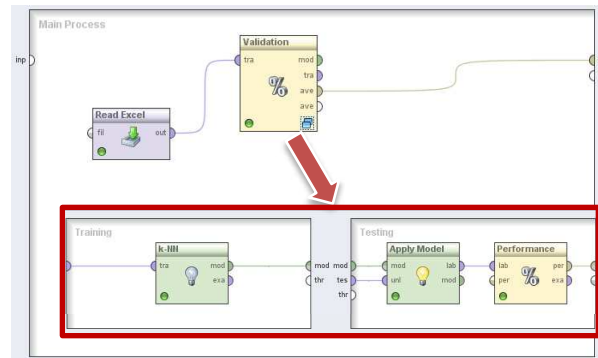 Main Process
Validation
inp
tra mod
tra
ave
ave
Read Excel
fil out
Training
k-NN
tra mod
exa
mod
thr
Testing
mod
tes
thr
Apply Model
mod lab
unl mod
Performance
lab per
per exa